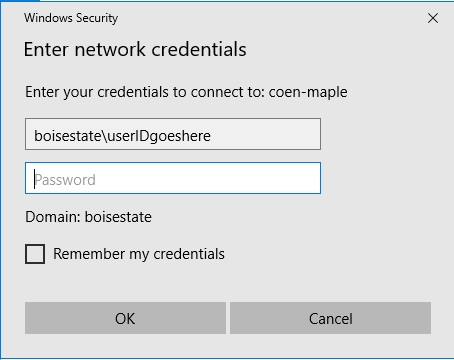 Windows Security
Enter network credentials
Enter your credentials to connect to: coen-maple
boisestate\userIDgoeshere
Password
Domain: boisestate
Remember my credentials
OK
Cancel